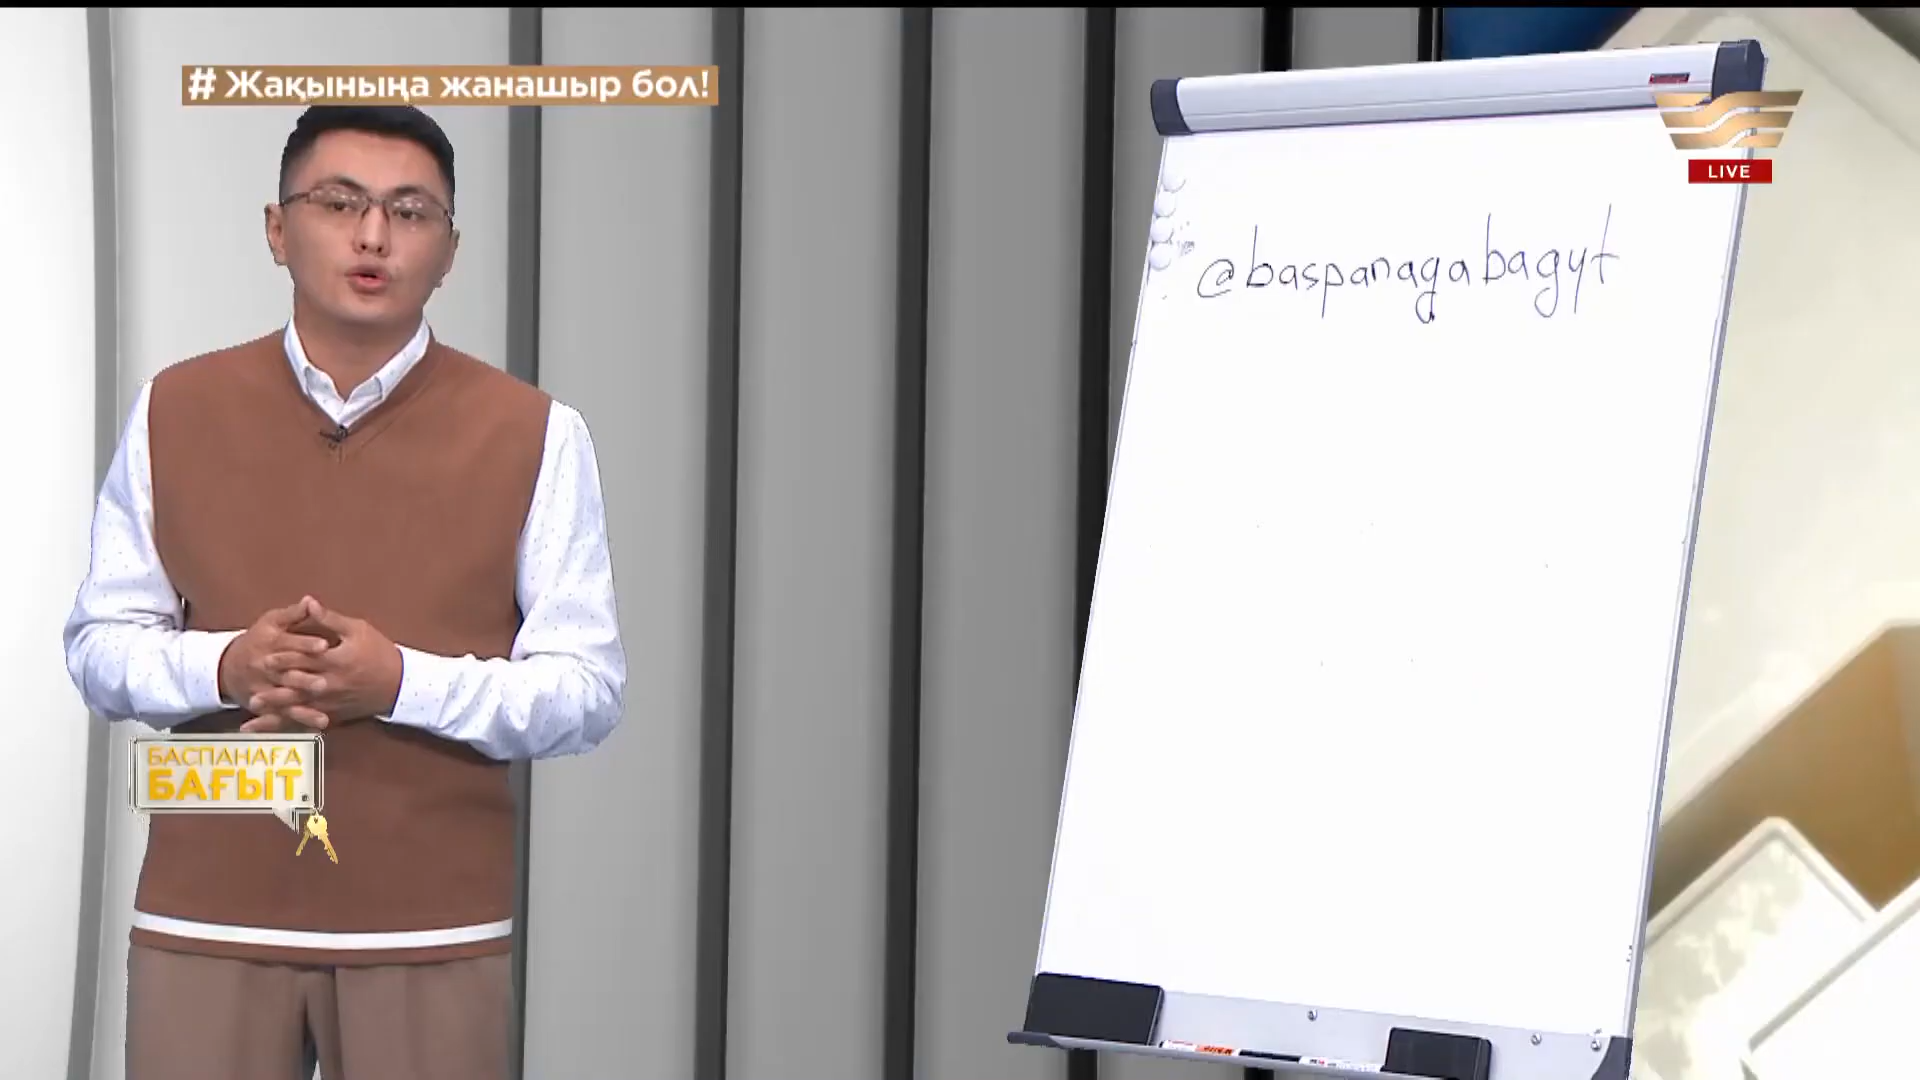 # Жақыныңа жанашыр бол!
LIVE
@baspanagabagyt
БАСПАНАҒА
БАҒЫТ.